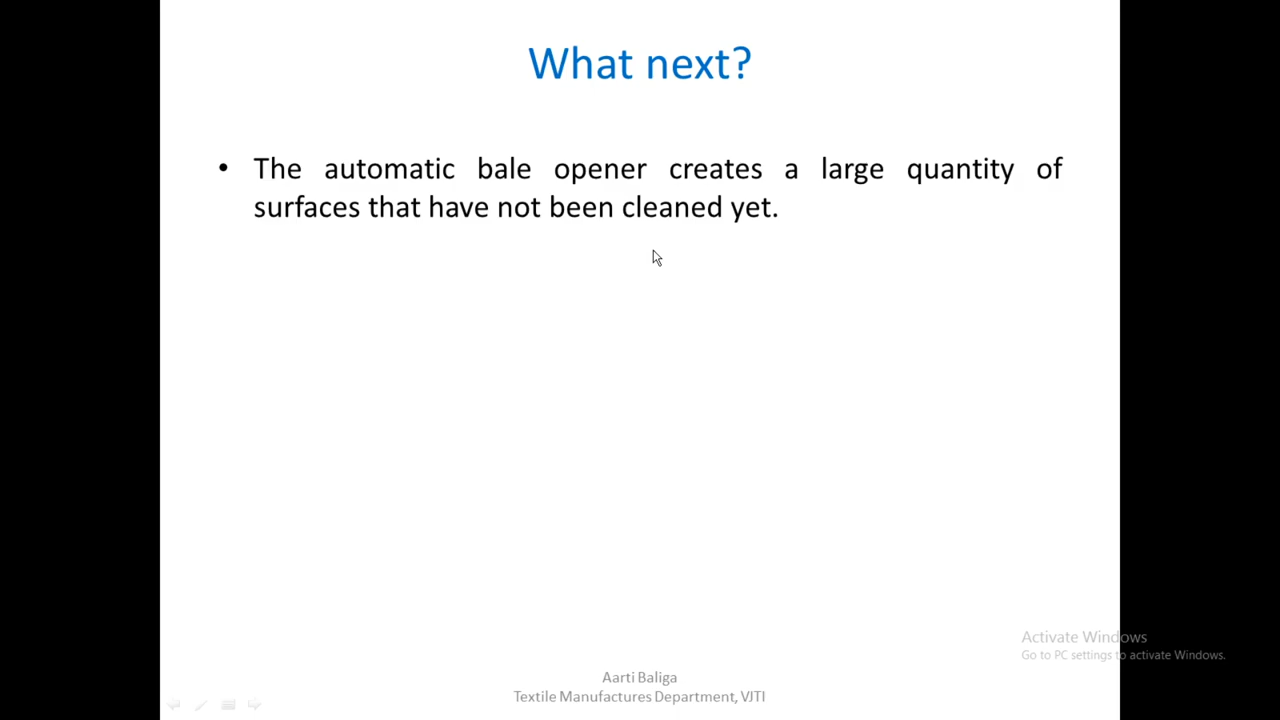 What next?
• The automatic bale opener creates a large quantity of
surfaces that have not been cleaned yet.
Activate Windows
Go to PC settings to activate Windows.
Aarti Baliga
Textile Manufactures Department, VJTI